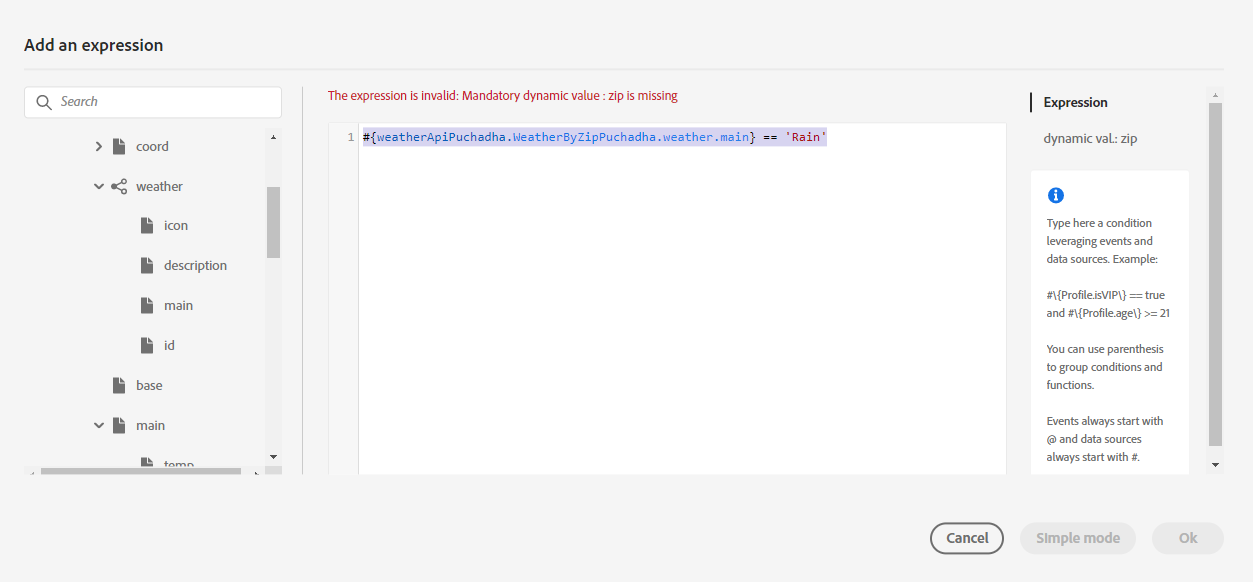 Add an expression
Search
coord
weather
icon
description
main
id
base
main
temp
The expression is invalid: Mandatory dynamic value : zip is missing
1 #{weatherApiPuchadha.WeatherByZipPuchadha.weather.main} == 'Rain'
Expression
dynamic val.: zip
Type here a condition
leveraging events and
data sources. Example:
#\{Profile.isVIP\} == true
and #\{Profile.age\} >= 21
You can use parenthesis
to group conditions and
functions.
Events always start with
@ and data sources
always start with #.
Cancel
Simple mode
Ok